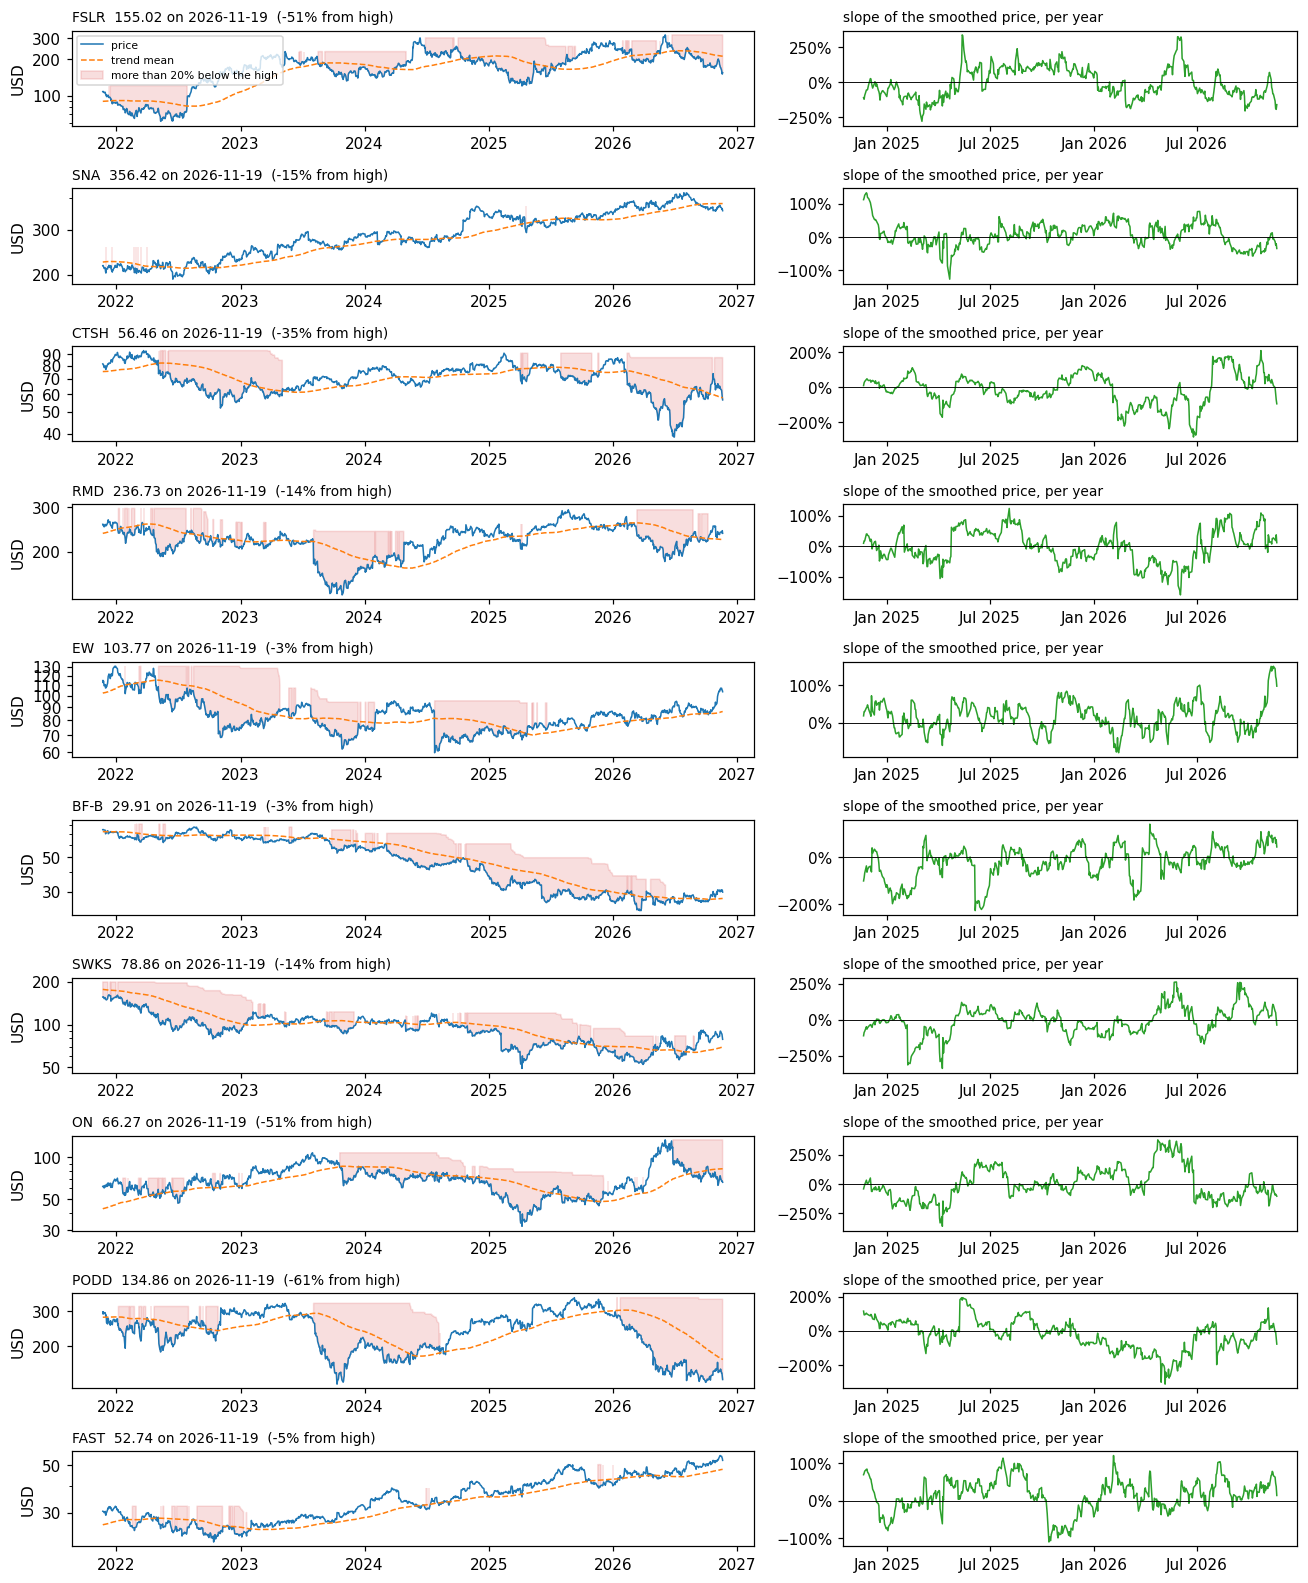 FSLR  155.02 on 2026-11-19  (-51% from high)
slope of the smoothed price, per year
USD
300
200
100
price
trend mean
more than 20% below the high
2022 2023 2024 2025 2026 2027
250%
0%
−250%
Jan 2025 Jul 2025 Jan 2026 Jul 2026
SNA  356.42 on 2026-11-19  (-15% from high)
slope of the smoothed price, per year
USD
300
200
2022 2023 2024 2025 2026 2027
100%
0%
−100%
Jan 2025 Jul 2025 Jan 2026 Jul 2026
CTSH  56.46 on 2026-11-19  (-35% from high)
slope of the smoothed price, per year
USD
90
80
70
60
50
40
2022 2023 2024 2025 2026 2027
200%
0%
−200%
Jan 2025 Jul 2025 Jan 2026 Jul 2026
RMD  236.73 on 2026-11-19  (-14% from high)
slope of the smoothed price, per year
USD
300
200
2022 2023 2024 2025 2026 2027
100%
0%
−100%
Jan 2025 Jul 2025 Jan 2026 Jul 2026
EW  103.77 on 2026-11-19  (-3% from high)
slope of the smoothed price, per year
USD
130
120
110
100
90
80
70
60
2022 2023 2024 2025 2026 2027
100%
0%
Jan 2025 Jul 2025 Jan 2026 Jul 2026
BF-B  29.91 on 2026-11-19  (-3% from high)
slope of the smoothed price, per year
USD
50
30
2022 2023 2024 2025 2026 2027
0%
−200%
Jan 2025 Jul 2025 Jan 2026 Jul 2026
SWKS  78.86 on 2026-11-19  (-14% from high)
slope of the smoothed price, per year
USD
200
100
50
2022 2023 2024 2025 2026 2027
250%
0%
−250%
Jan 2025 Jul 2025 Jan 2026 Jul 2026
ON  66.27 on 2026-11-19  (-51% from high)
slope of the smoothed price, per year
USD
100
50
30
2022 2023 2024 2025 2026 2027
250%
0%
−250%
Jan 2025 Jul 2025 Jan 2026 Jul 2026
PODD  134.86 on 2026-11-19  (-61% from high)
slope of the smoothed price, per year
USD
300
200
2022 2023 2024 2025 2026 2027
200%
0%
−200%
Jan 2025 Jul 2025 Jan 2026 Jul 2026
FAST  52.74 on 2026-11-19  (-5% from high)
slope of the smoothed price, per year
USD
50
30
2022 2023 2024 2025 2026 2027
100%
0%
−100%
Jan 2025 Jul 2025 Jan 2026 Jul 2026